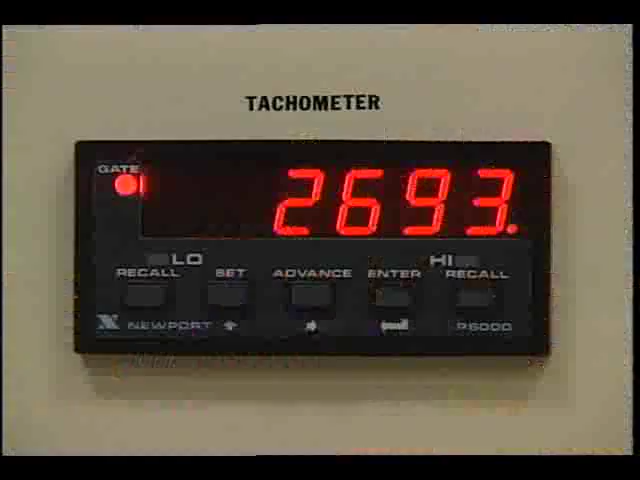 TACHOMETER
GATE
2693.
LO HI
RECALL SET ADVANCE ENTER RECALL
NEWPORT P6000